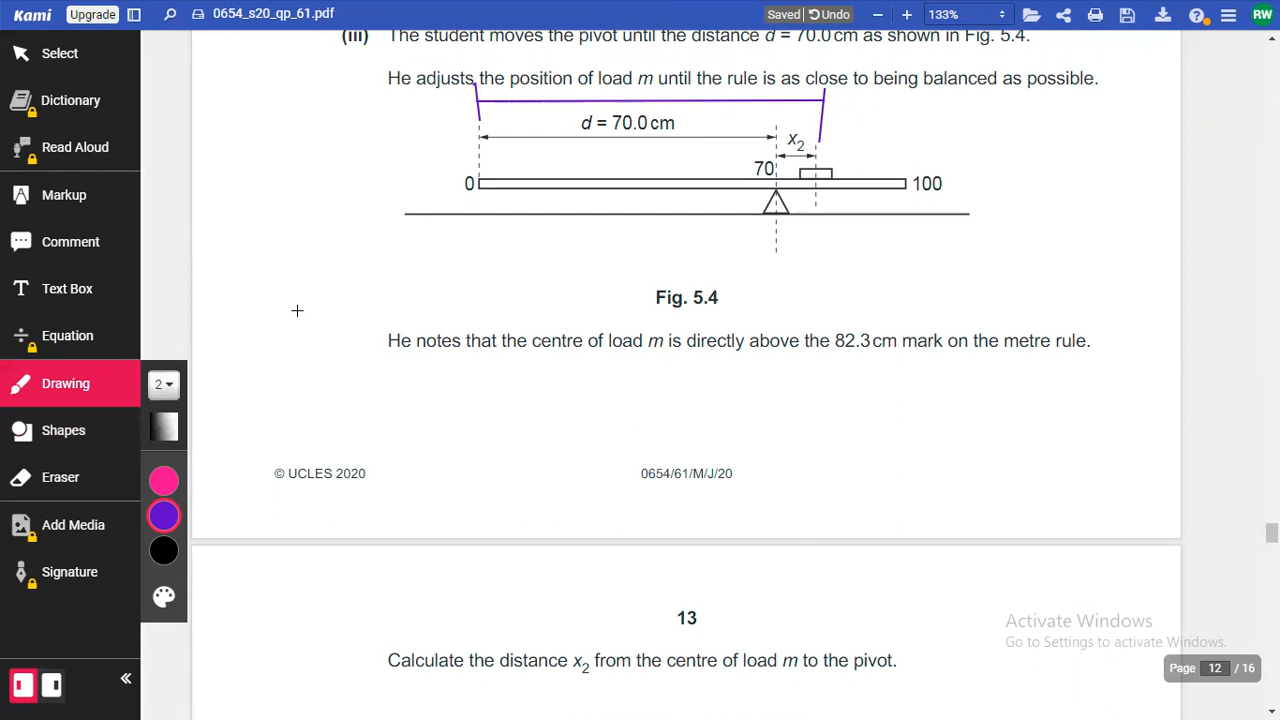 Kami
Upgrade
0654_s20_qp_61.pdf
Saved Undo
133%
RW
Select
Dictionary
Read Aloud
Markup
Comment
Text Box
Equation
Drawing
Shapes
Eraser
Add Media
Signature
2
(iii) The student moves the pivot until the distance d = 70.0 cm as shown in Fig. 5.4.
He adjusts the position of load m until the rule is as close to being balanced as possible.
d = 70.0 cm
x2
70
0
100
Fig. 5.4
He notes that the centre of load m is directly above the 82.3 cm mark on the metre rule.
© UCLES 2020
0654/61/M/J/20
13
Calculate the distance x2 from the centre of load m to the pivot.
Activate Windows
Go to Settings to activate Windows.
Page 12 / 16